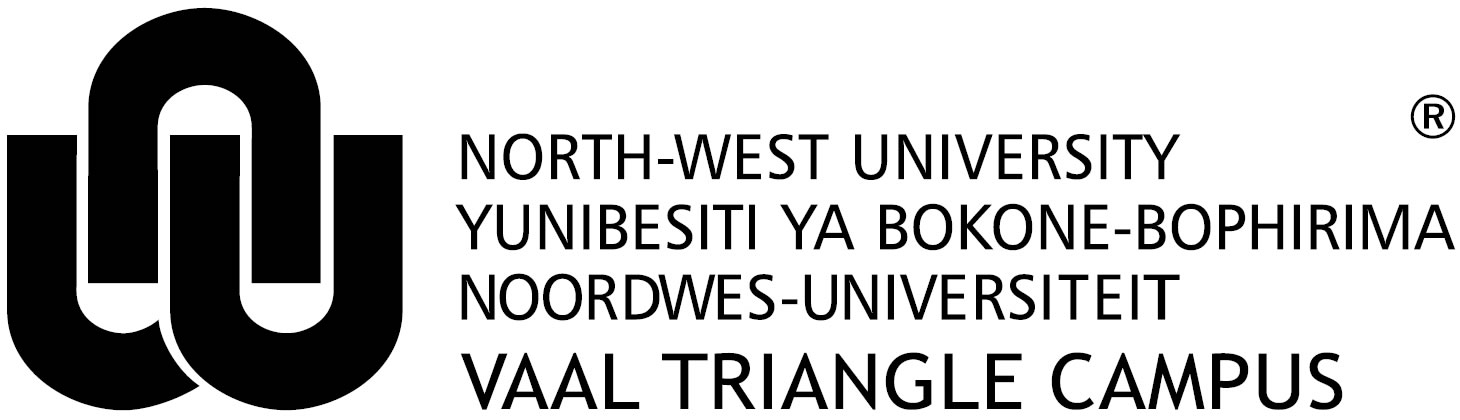 ®
NORTH-WEST UNIVERSITY
YUNIBESITI YA BOKONE-BOPHIRIMA
NOORDWES-UNIVERSITEIT
VAAL TRIANGLE CAMPUS